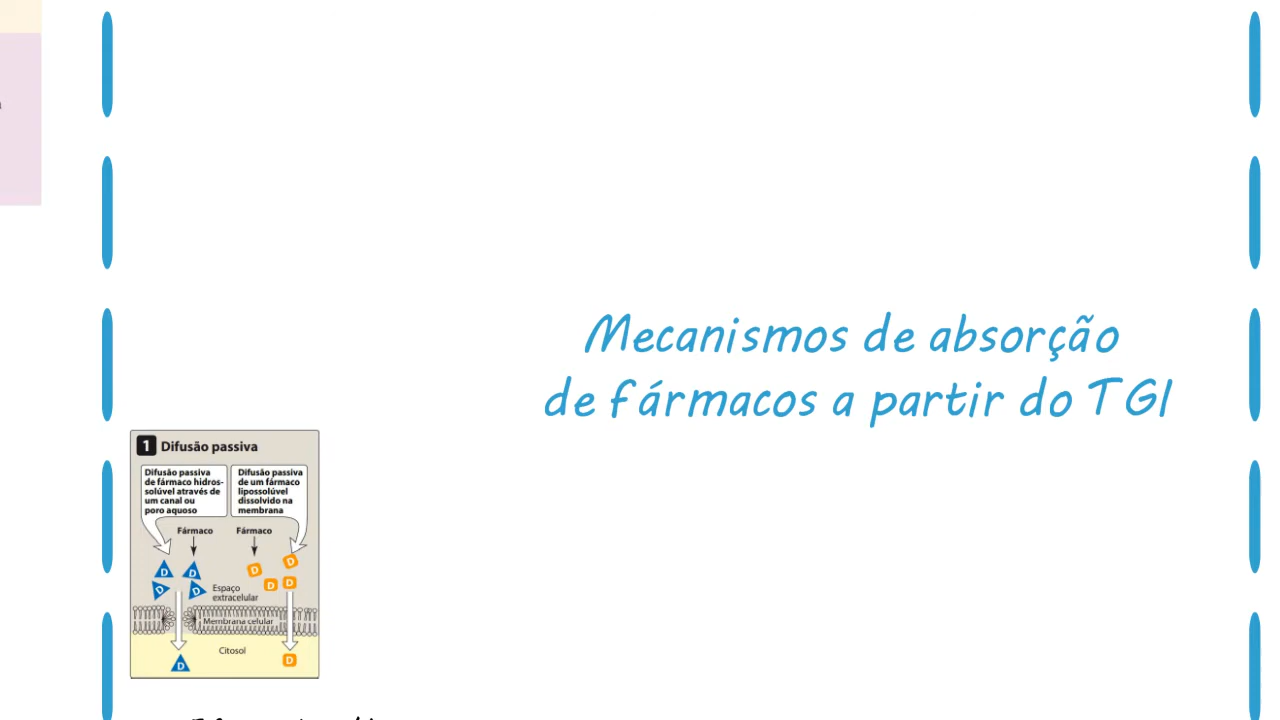 Mecanismos de absorção
de fármacos a partir do TGI
1 Difusão passiva
Difusão passiva
de fármaco hidros-
solúvel através de
um canal ou
poro aquoso
Difusão passiva
de um fármaco
lipossolúvel
dissolvido na
membrana
Fármaco Fármaco
D D D D
D D D D
Espaço
extracelular
Membrana celular
Citosol
D D